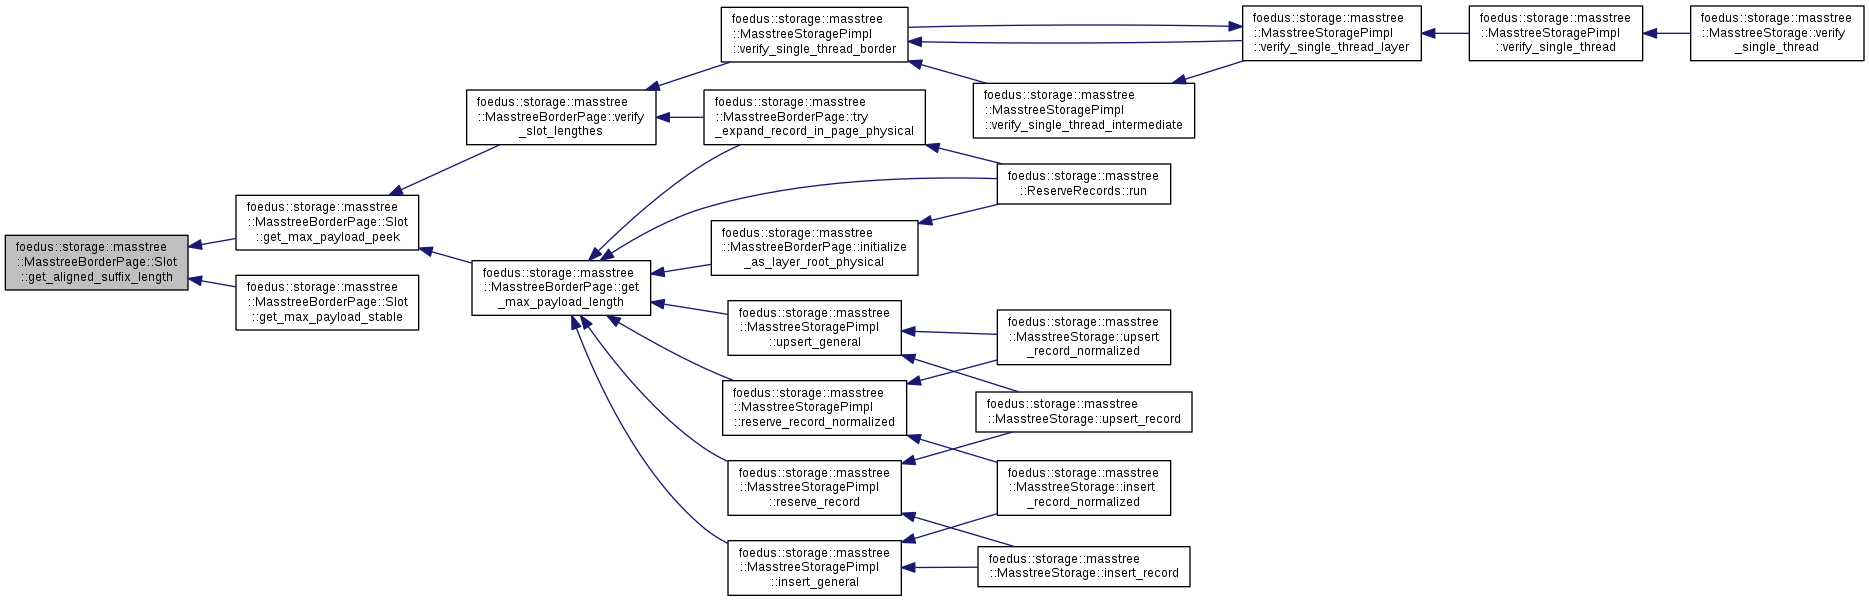 foedus::storage::masstree
::MasstreeStoragePimpl
::verify_single_thread_border
foedus::storage::masstree
::MasstreeStoragePimpl
::verify_single_thread_layer
foedus::storage::masstree
::MasstreeStoragePimpl
::verify_single_thread
foedus::storage::masstree
::MasstreeStorage::verify
_single_thread
foedus::storage::masstree
::MasstreeBorderPage::verify
_slot_lengthes
foedus::storage::masstree
::MasstreeBorderPage::try
_expand_record_in_page_physical
foedus::storage::masstree
::MasstreeStoragePimpl
::verify_single_thread_intermediate
foedus::storage::masstree
::ReserveRecords::run
foedus::storage::masstree
::MasstreeBorderPage::Slot
::get_max_payload_peek
foedus::storage::masstree
::MasstreeBorderPage::initialize
_as_layer_root_physical
foedus::storage::masstree
::MasstreeBorderPage::Slot
::get_aligned_suffix_length
foedus::storage::masstree
::MasstreeBorderPage::get
_max_payload_length
foedus::storage::masstree
::MasstreeBorderPage::Slot
::get_max_payload_stable
foedus::storage::masstree
::MasstreeStoragePimpl
::upsert_general
foedus::storage::masstree
::MasstreeStorage::upsert
_record_normalized
foedus::storage::masstree
::MasstreeStoragePimpl
::reserve_record_normalized
foedus::storage::masstree
::MasstreeStorage::upsert_record
foedus::storage::masstree
::MasstreeStoragePimpl
::reserve_record
foedus::storage::masstree
::MasstreeStorage::insert
_record_normalized
foedus::storage::masstree
::MasstreeStoragePimpl
::insert_general
foedus::storage::masstree
::MasstreeStorage::insert_record